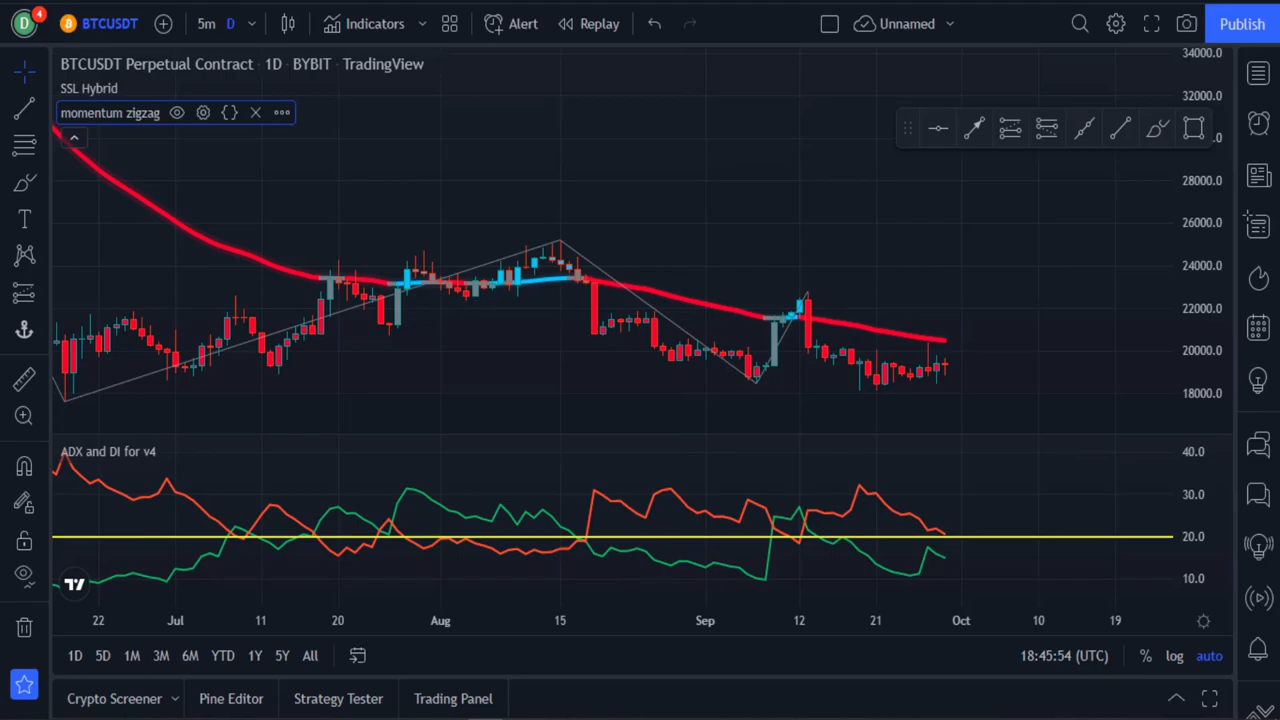 D 4 BTCUSDT 5m D Indicators Alert Replay Unnamed Publish
BTCUSDT Perpetual Contract · 1D · BYBIT · TradingView
SSL Hybrid
momentum zigzag
34000.0
32000.0
.0
28000.0
26000.0
24000.0
22000.0
20000.0
18000.0
ADX and DI for v4
40.0
30.0
20.0
10.0
22 Jul 11 20 Aug 15 Sep 12 21 Oct 10 19
1D 5D 1M 3M 6M YTD 1Y 5Y All 18:45:54 (UTC) % log auto
Crypto Screener Pine Editor Strategy Tester Trading Panel